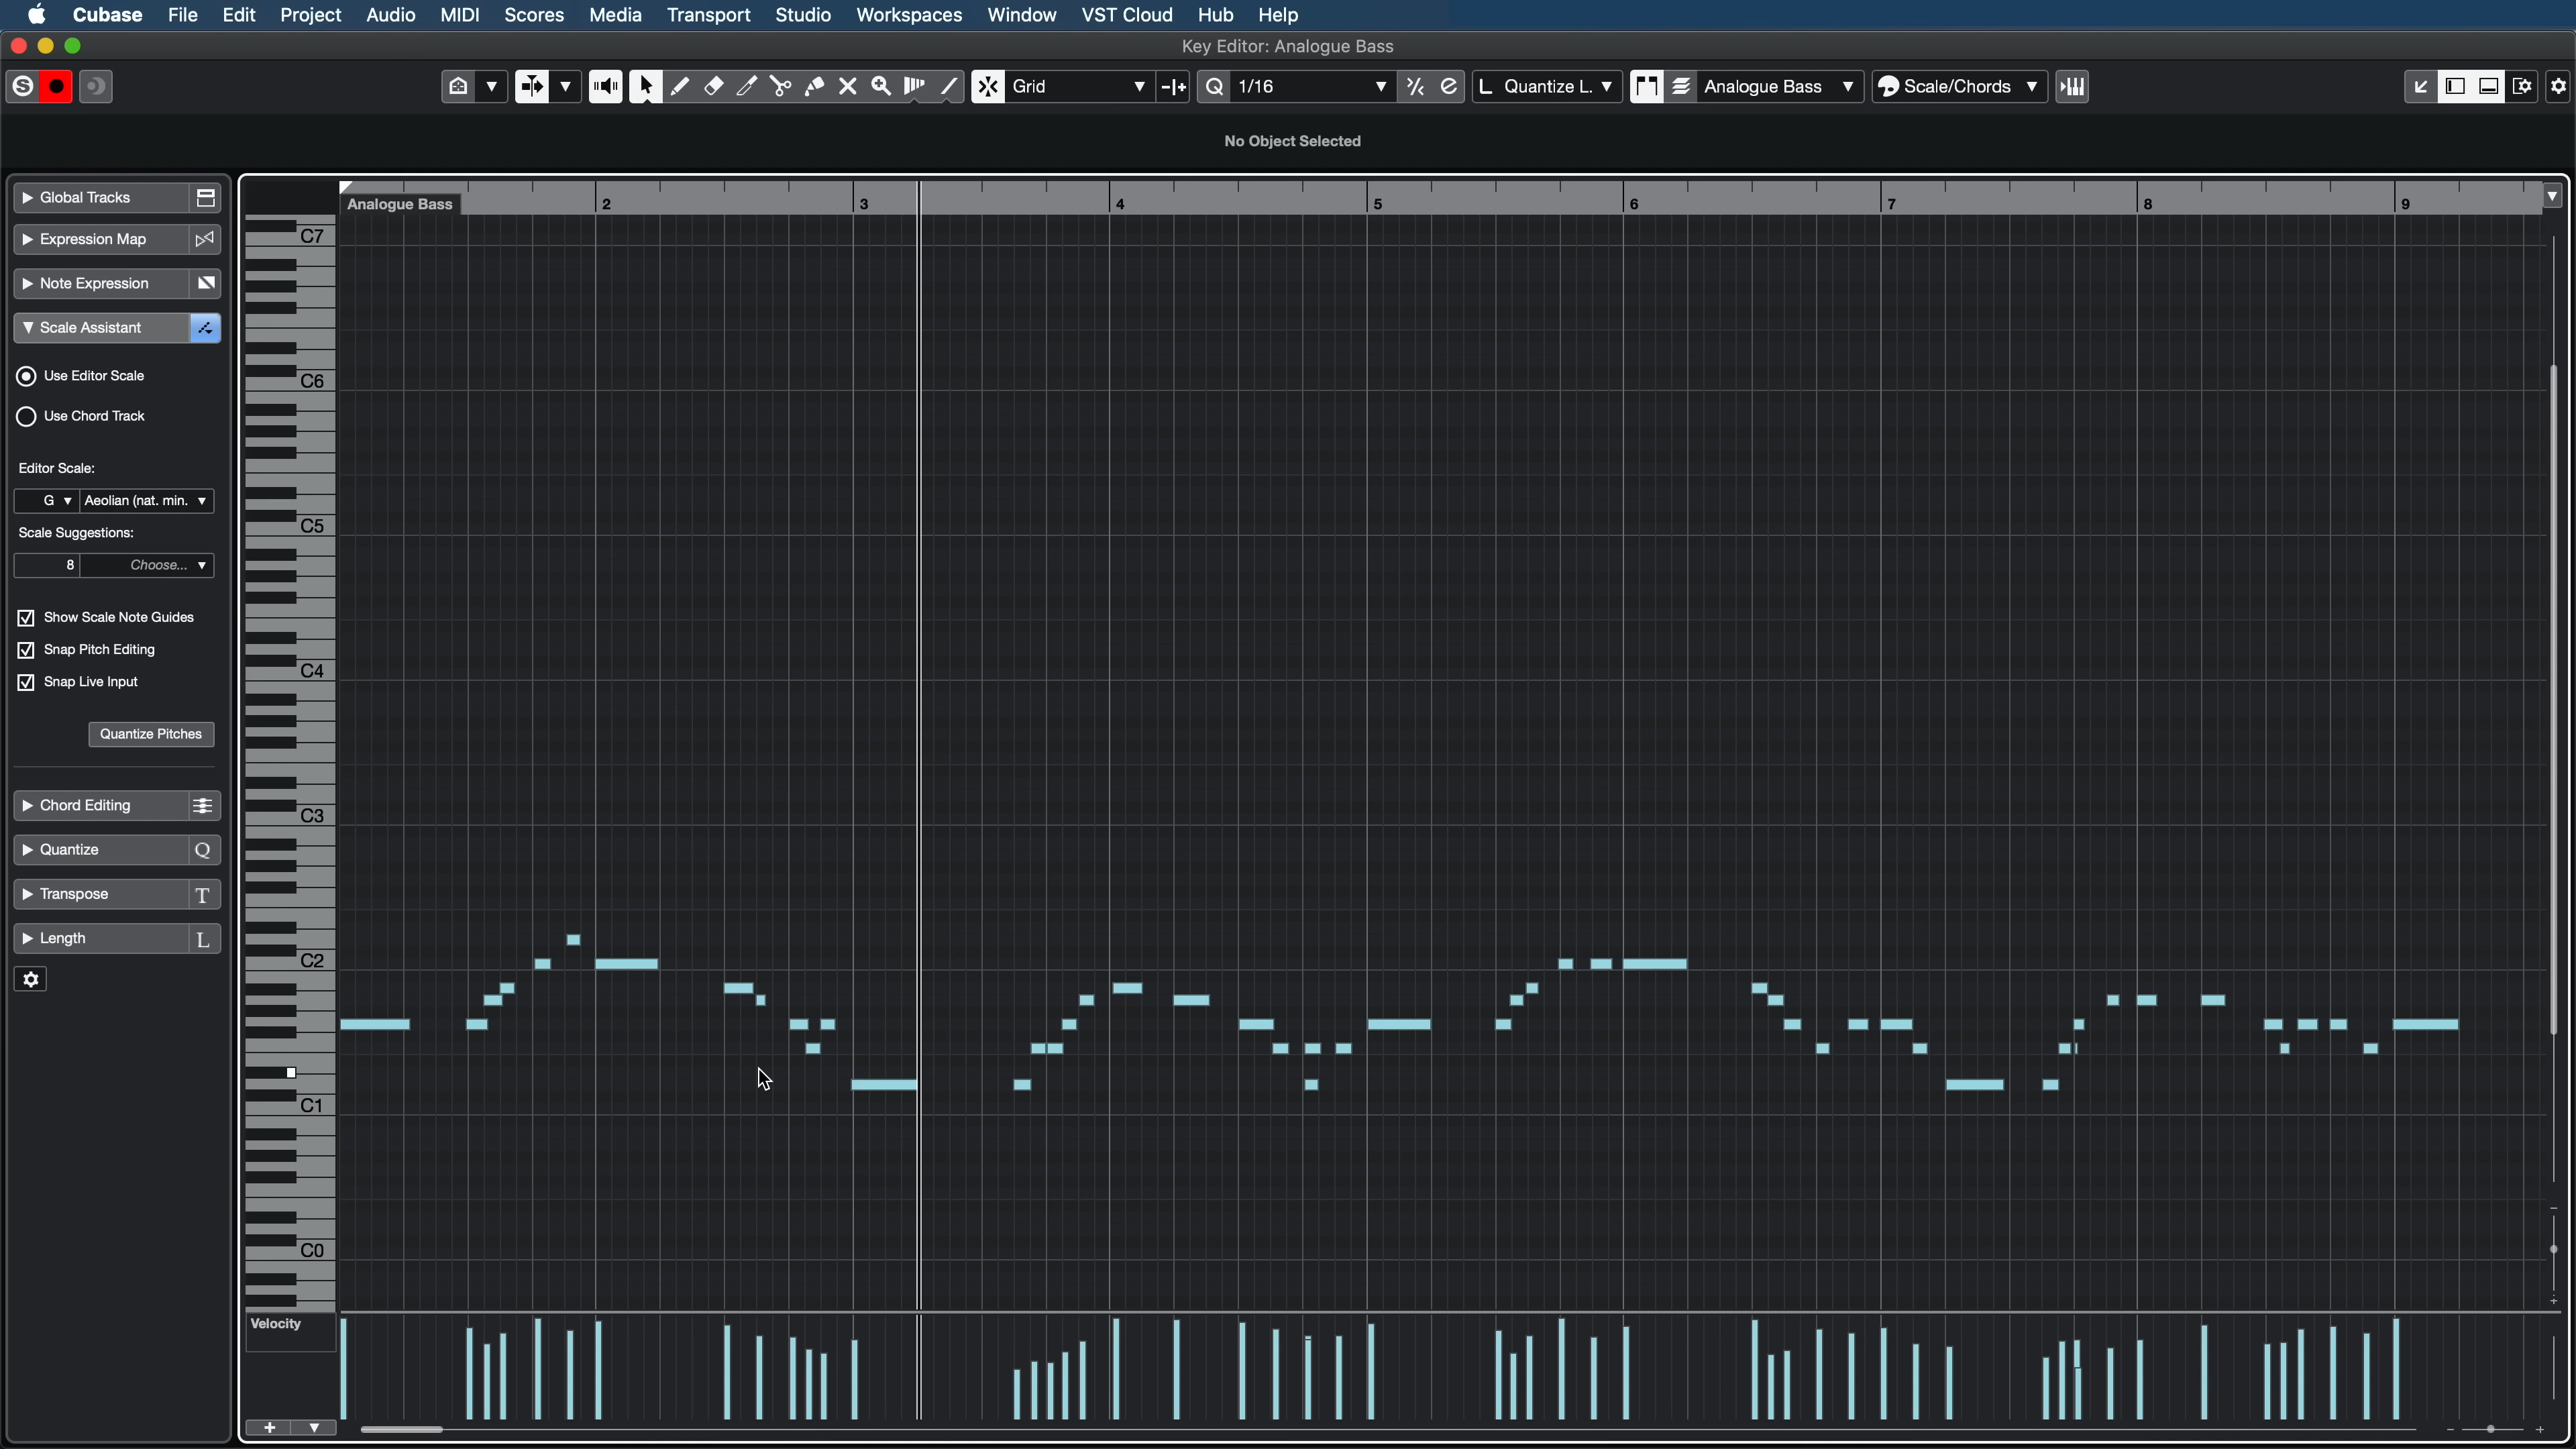 Cubase File Edit Project Audio MIDI Scores Media Transport Studio Workspaces Window VST Cloud Hub Help
Key Editor: Analogue Bass
Grid 1/16 Quantize L. Analogue Bass Scale/Chords
No Object Selected
Global Tracks
Expression Map
Note Expression
Scale Assistant
Use Editor Scale
Use Chord Track
Editor Scale:
G Aeolian (nat. min.
Scale Suggestions:
8 Choose...
Show Scale Note Guides
Snap Pitch Editing
Snap Live Input
Quantize Pitches
Chord Editing
Quantize Q
Transpose T
Length L
Analogue Bass 2 3 4 5 6 7 8 9
C7
C6
C5
C4
C3
C2
C1
C0
Velocity